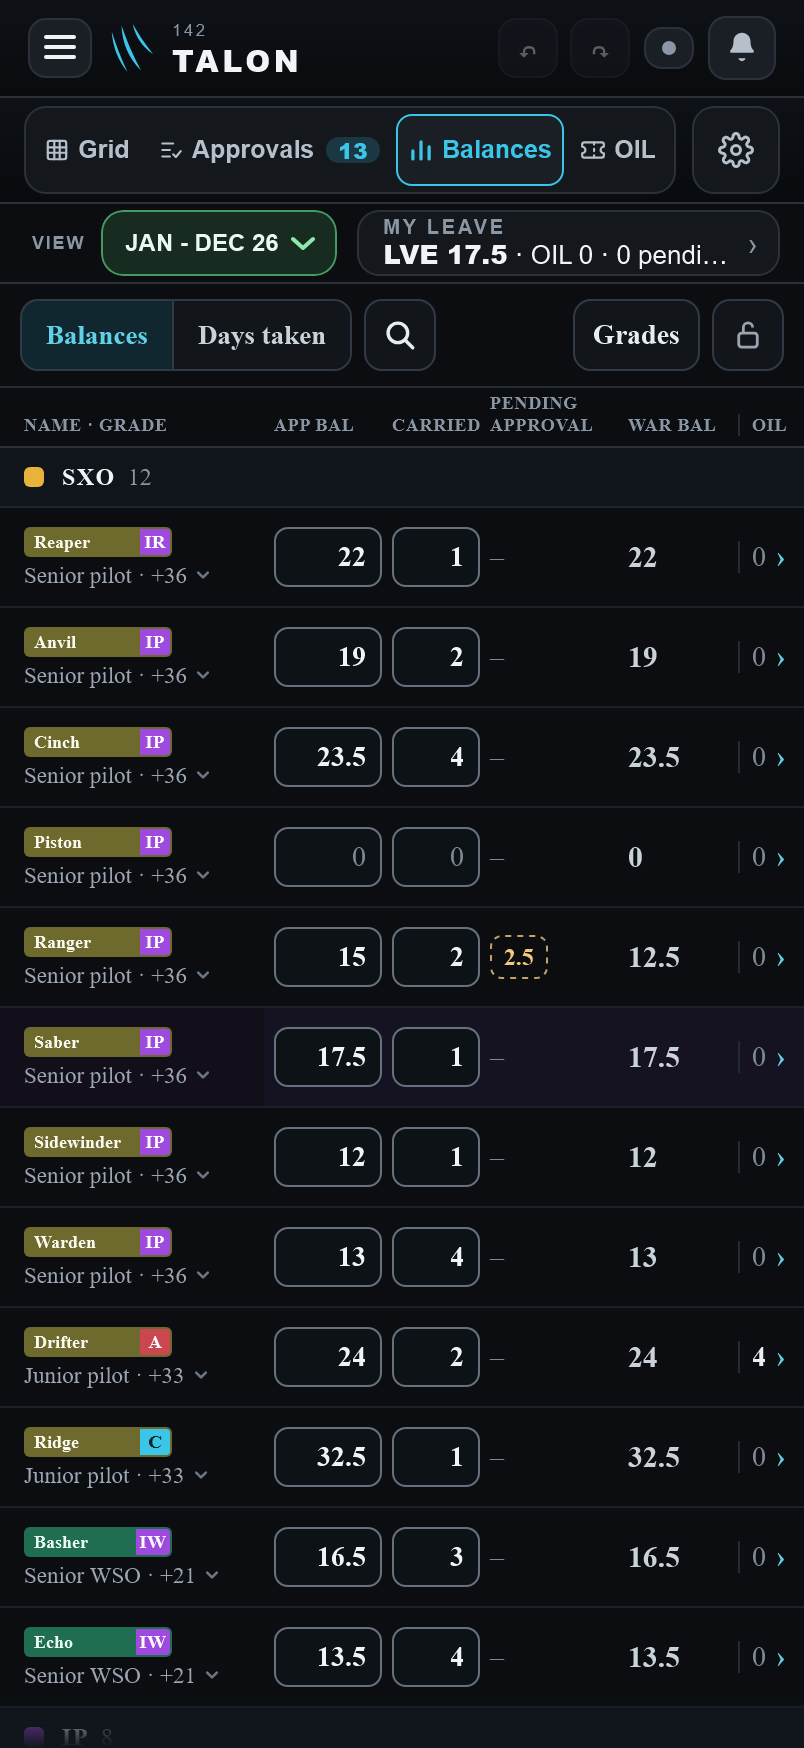 142
TALON
Grid
Approvals 13
Balances
OIL
VIEW
JAN - DEC 26
MY LEAVE
LVE 17.5 · OIL 0 · 0 pendi... ›
Balances
Days taken
Grades
NAME · GRADE
APP BAL
CARRIED
PENDING
APPROVAL
WAR BAL
OIL
SXO 12
Reaper IR
Senior pilot · +36
22 1 – 22 0 ›
Anvil IP
Senior pilot · +36
19 2 – 19 0 ›
Cinch IP
Senior pilot · +36
23.5 4 – 23.5 0 ›
Piston IP
Senior pilot · +36
0 0 – 0 0 ›
Ranger IP
Senior pilot · +36
15 2 2.5 12.5 0 ›
Saber IP
Senior pilot · +36
17.5 1 – 17.5 0 ›
Sidewinder IP
Senior pilot · +36
12 1 – 12 0 ›
Warden IP
Senior pilot · +36
13 4 – 13 0 ›
Drifter A
Junior pilot · +33
24 2 – 24 4 ›
Ridge C
Junior pilot · +33
32.5 1 – 32.5 0 ›
Basher IW
Senior WSO · +21
16.5 3 – 16.5 0 ›
Echo IW
Senior WSO · +21
13.5 4 – 13.5 0 ›
IP 8